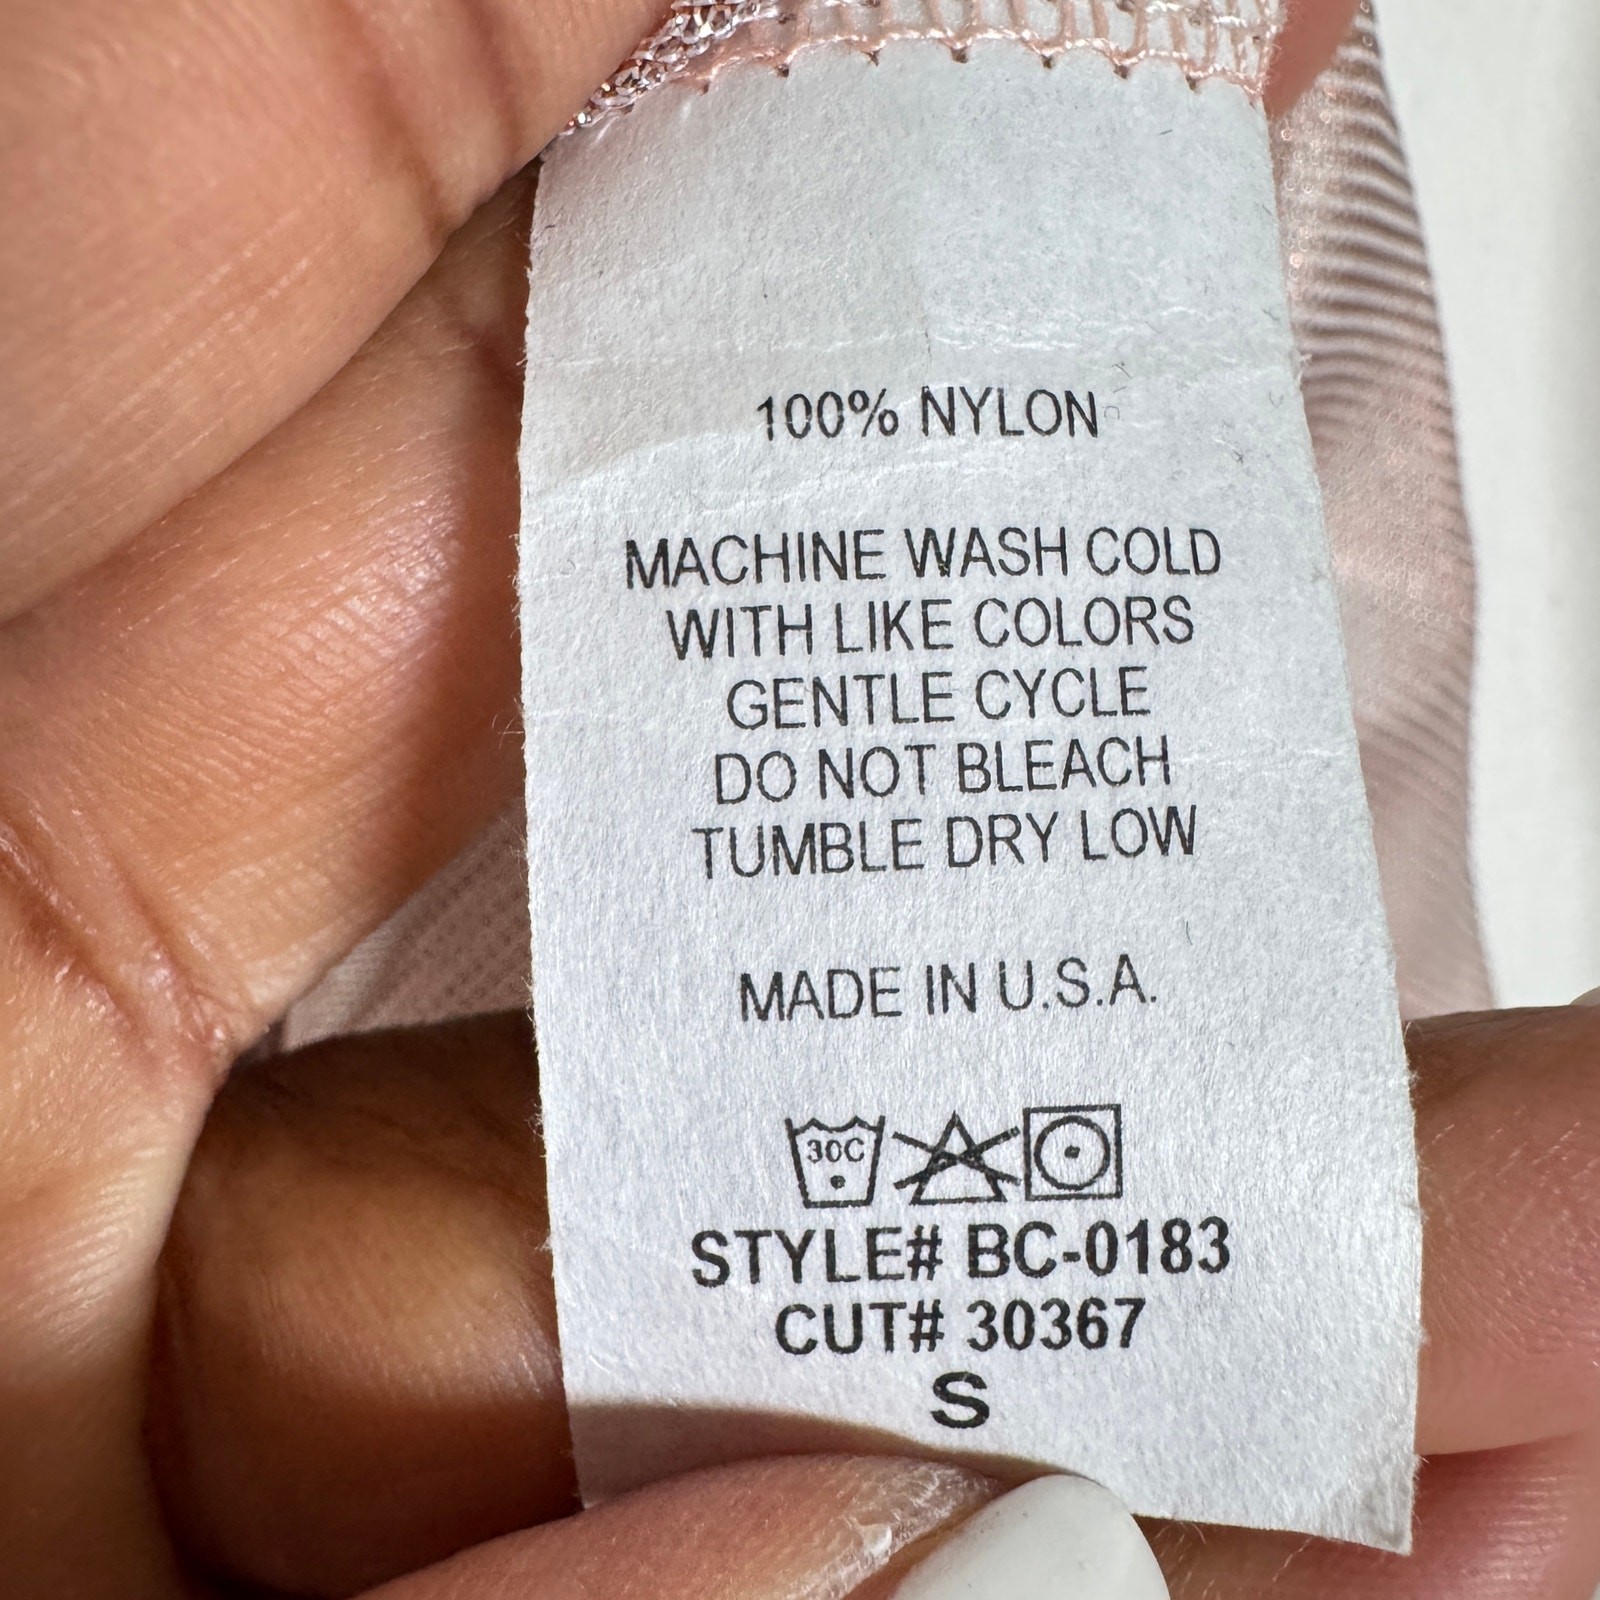 100% NYLON
MACHINE WASH COLD
WITH LIKE COLORS
GENTLE CYCLE
DO NOT BLEACH
TUMBLE DRY LOW
MADE IN U.S.A.
30C
STYLE# BC-0183
CUT# 30367
S